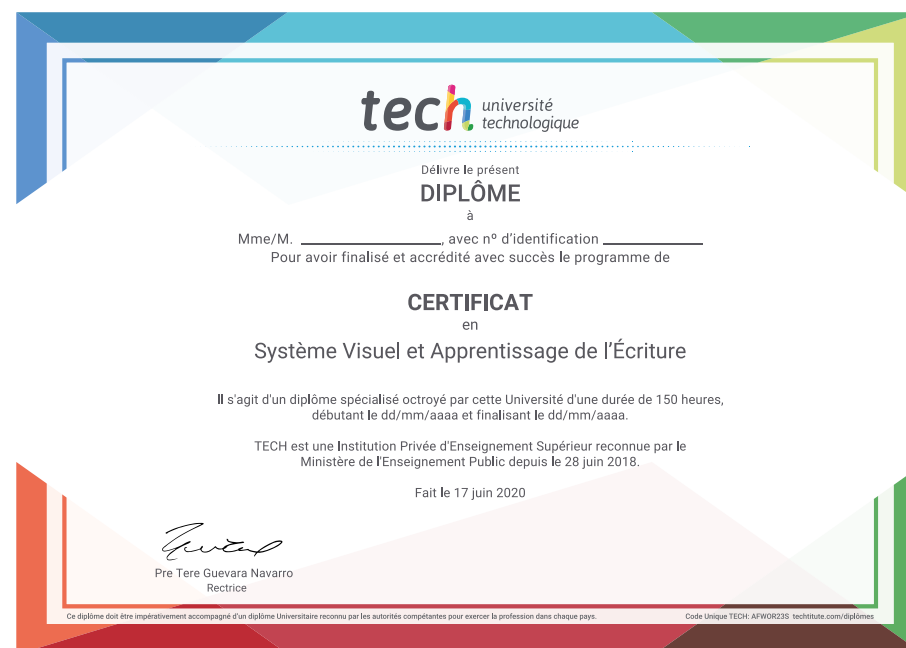 tech université
technologique
Délivre le présent
DIPLÔME
à
Mme/M. ____________________, avec nº d'identification ______________
Pour avoir finalisé et accrédité avec succès le programme de
CERTIFICAT
en
Système Visuel et Apprentissage de l'Écriture
Il s'agit d'un diplôme spécialisé octroyé par cette Université d'une durée de 150 heures,
débutant le dd/mm/aaaa et finalisant le dd/mm/aaaa.
TECH est une Institution Privée d'Enseignement Supérieur reconnue par le
Ministère de l'Enseignement Public depuis le 28 juin 2018.
Fait le 17 juin 2020
Pre Tere Guevara Navarro
Rectrice
Ce diplôme doit être impérativement accompagné d'un diplôme Universitaire reconnu par les autorités compétantes pour exercer la profession dans chaque pays.
Code Unique TECH: AFWOR23S techtitute.com/diplômes